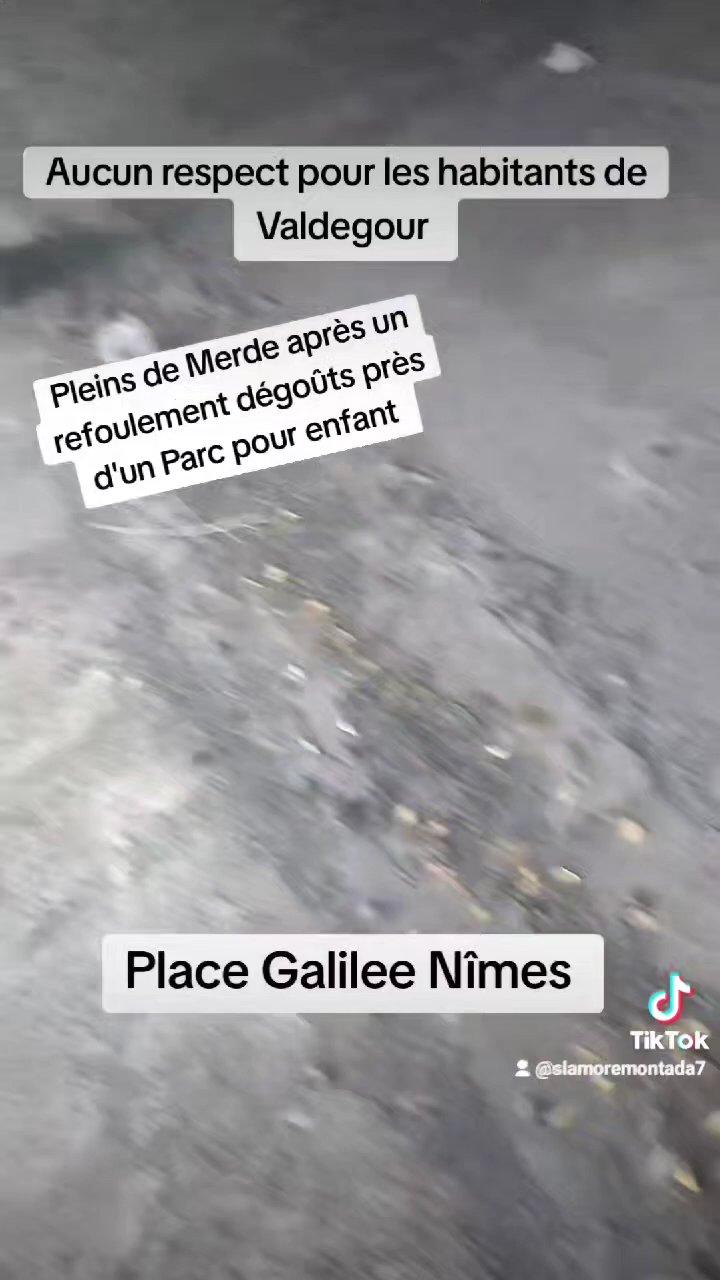 Aucun respect pour les habitants de
Valdegour
Pleins de Merde après un
refoulement dégoûts près
d'un Parc pour enfant
Place Galilee Nîmes
TikTok
@slamoremontada7